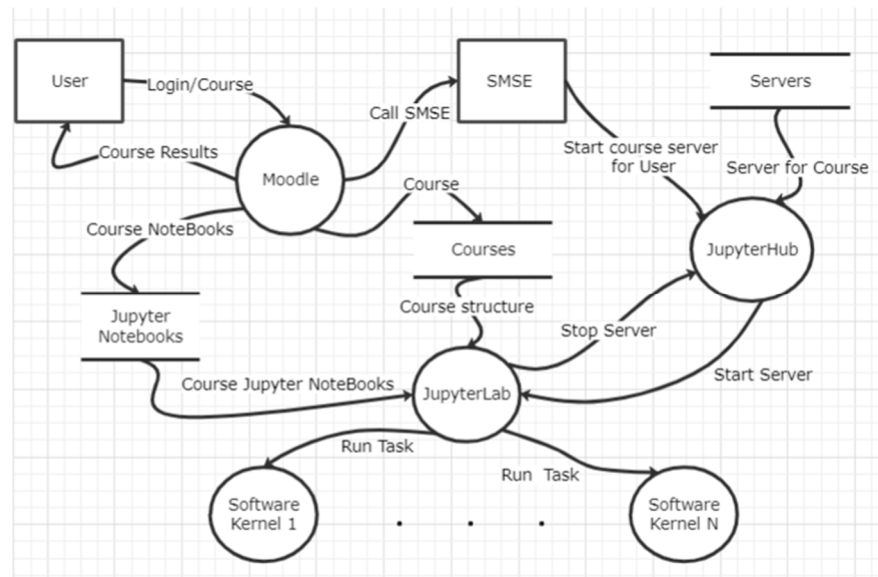 User
Login/Course
SMSE
Servers
Call SMSE
Course Results
Start course server
for User
Server for Course
Moodle
Course
Course NoteBooks
Courses
JupyterHub
Jupyter
Notebooks
Course structure
Stop Server
Course Jupyter NoteBooks
JupyterLab
Start Server
Run Task
Run  Task
Software
Kernel 1
. . .
Software
Kernel N